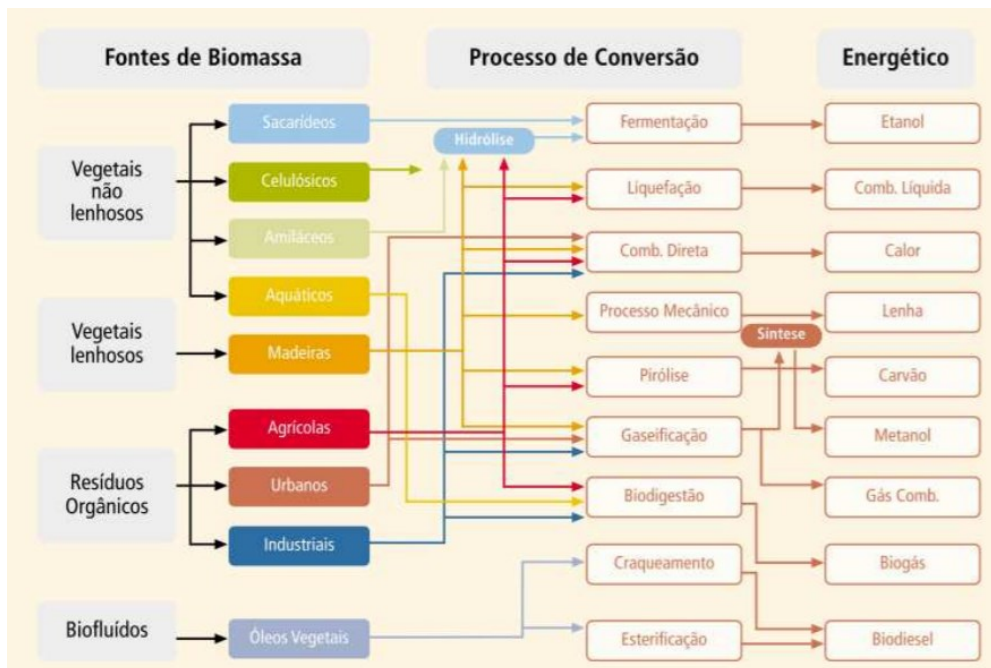 Fontes de Biomassa
Processo de Conversão
Energético
Vegetais
não
lenhosos
Vegetais
lenhosos
Resíduos
Orgânicos
Biofluídos
Sacarídeos
Celulósicos
Amiláceos
Aquáticos
Madeiras
Agrícolas
Urbanos
Industriais
Óleos Vegetais
Hidrólise
Fermentação
Liquefação
Comb. Direta
Processo Mecânico
Pirólise
Gaseificação
Biodigestão
Craqueamento
Esterificação
Síntese
Etanol
Comb. Líquida
Calor
Lenha
Carvão
Metanol
Gás Comb.
Biogás
Biodiesel